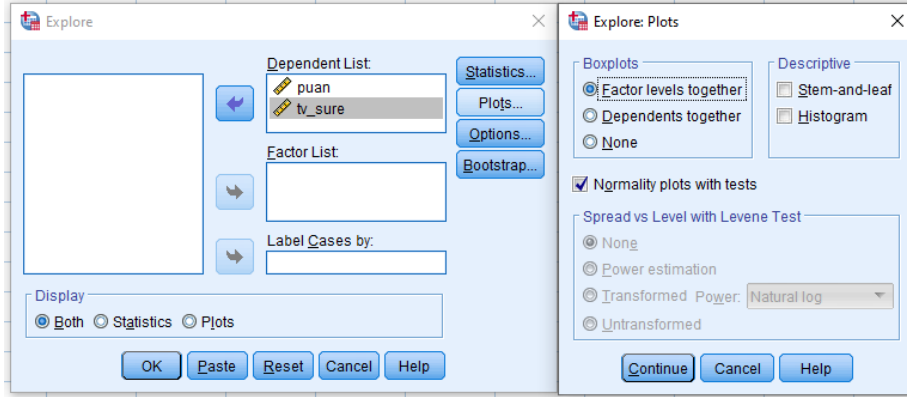 Explore
Dependent List:
puan
tv_sure
Factor List:
Label Cases by:
Statistics...
Plots...
Options...
Bootstrap...
Display
Both Statistics Plots
OK Paste Reset Cancel Help
Explore: Plots
Boxplots
Factor levels together
Dependents together
None
Descriptive
Stem-and-leaf
Histogram
Normality plots with tests
Spread vs Level with Levene Test
None
Power estimation
Transformed Power: Natural log
Untransformed
Continue Cancel Help